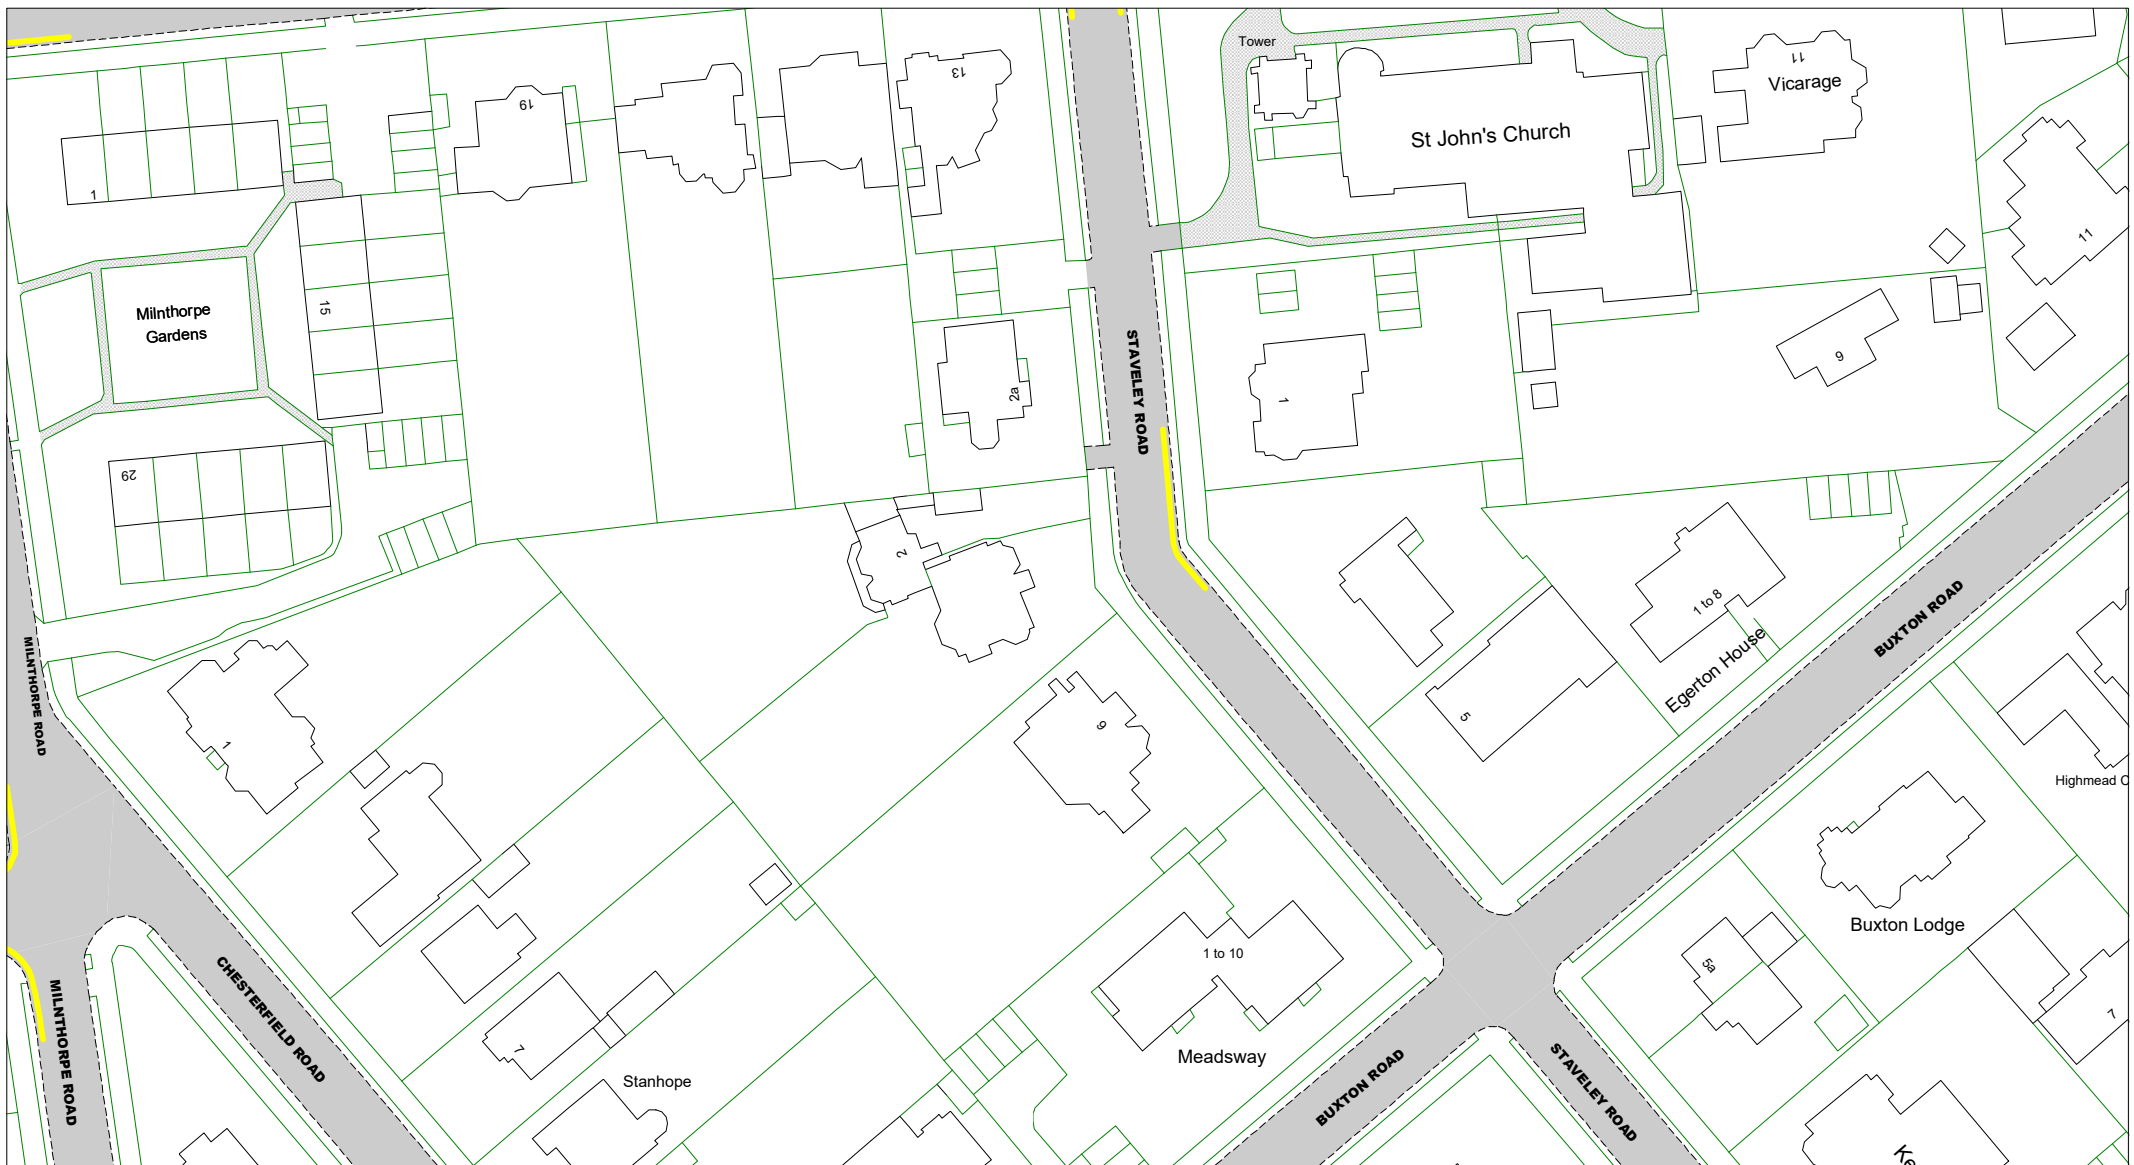 Tower
13
11
Vicarage
19
St John's Church
1
11
15
Milnthorpe
Gardens
STAVELEY ROAD
9
2a
1
29
2
1 to 8
BUXTON ROAD
MILNTHORPE ROAD
Egerton House
5
9
1
Highmead C
Buxton Lodge
1 to 10
5a
MILNTHORPE ROAD
CHESTERFIELD ROAD
7
7
Meadsway
Stanhope
BUXTON ROAD
STAVELEY ROAD
Ke